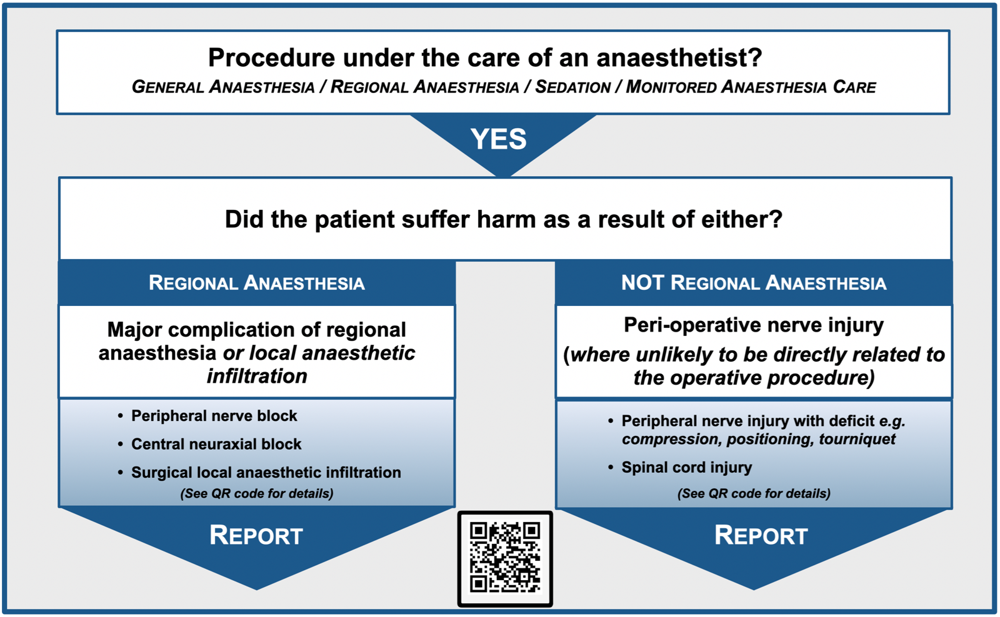 Procedure under the care of an anaesthetist?
GENERAL ANAESTHESIA / REGIONAL ANAESTHESIA / SEDATION / MONITORED ANAESTHESIA CARE
YES
Did the patient suffer harm as a result of either?
REGIONAL ANAESTHESIA
Major complication of regional
anaesthesia or local anaesthetic
infiltration
• Peripheral nerve block
• Central neuraxial block
• Surgical local anaesthetic infiltration
(See QR code for details)
REPORT
NOT REGIONAL ANAESTHESIA
Peri-operative nerve injury
(where unlikely to be directly related to
the operative procedure)
• Peripheral nerve injury with deficit e.g.
compression, positioning, tourniquet
• Spinal cord injury
(See QR code for details)
REPORT